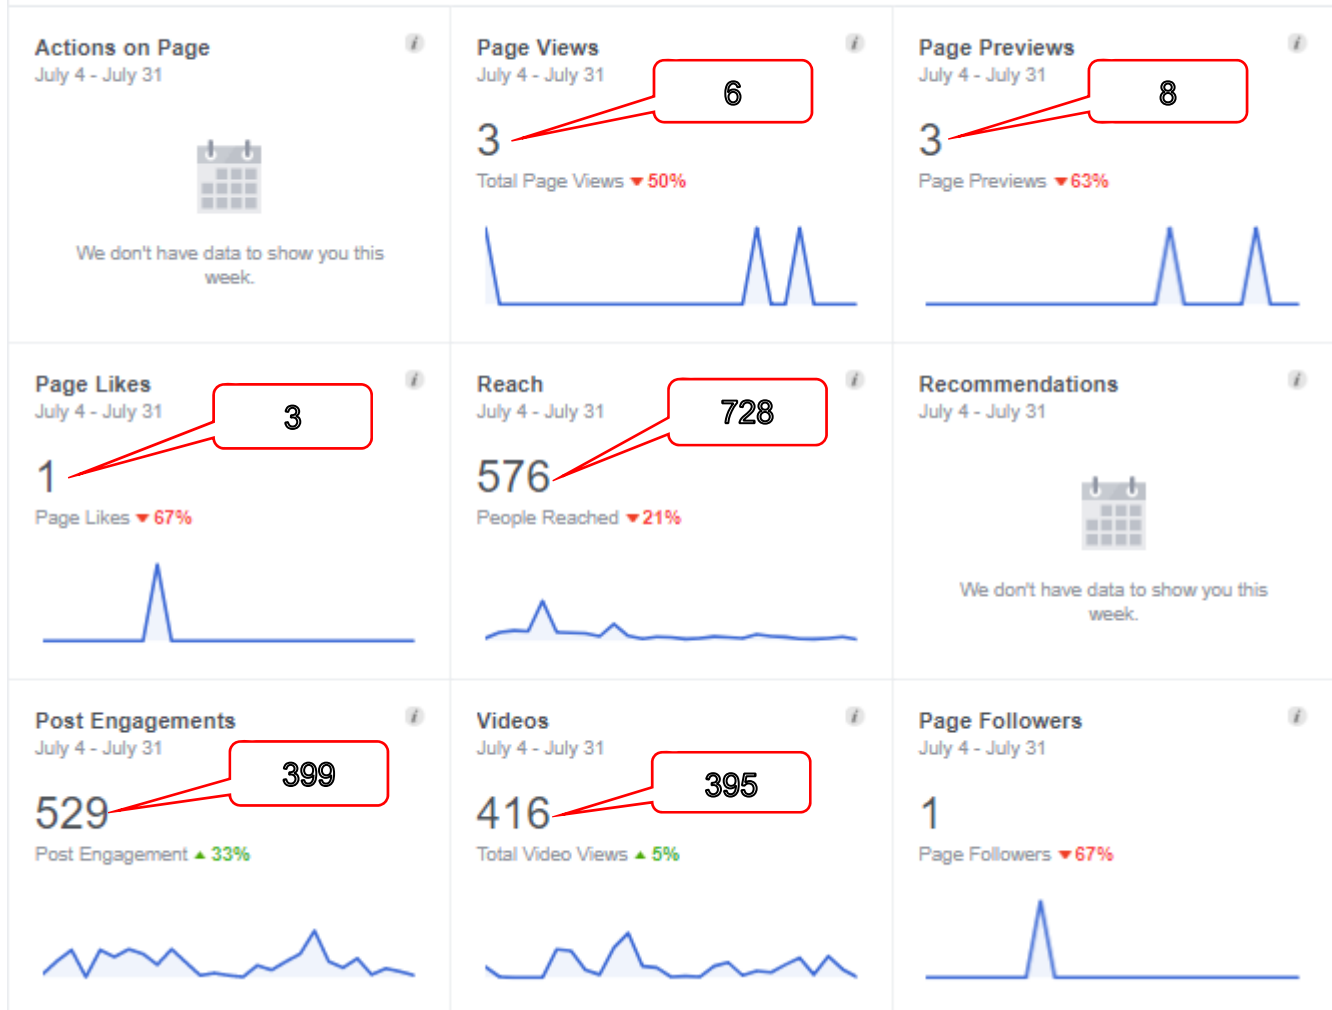 Actions on Page
July 4 - July 31
We don't have data to show you this
week.
Page Views
July 4 - July 31
6
3
Total Page Views ▼ 50%
Page Previews
July 4 - July 31
8
3
Page Previews ▼ 63%
Page Likes
July 4 - July 31
3
1
Page Likes ▼ 67%
Reach
July 4 - July 31
728
576
People Reached ▼ 21%
Recommendations
July 4 - July 31
We don't have data to show you this
week.
Post Engagements
July 4 - July 31
399
529
Post Engagement ▲ 33%
Videos
July 4 - July 31
395
416
Total Video Views ▲ 5%
Page Followers
July 4 - July 31
1
Page Followers ▼ 67%